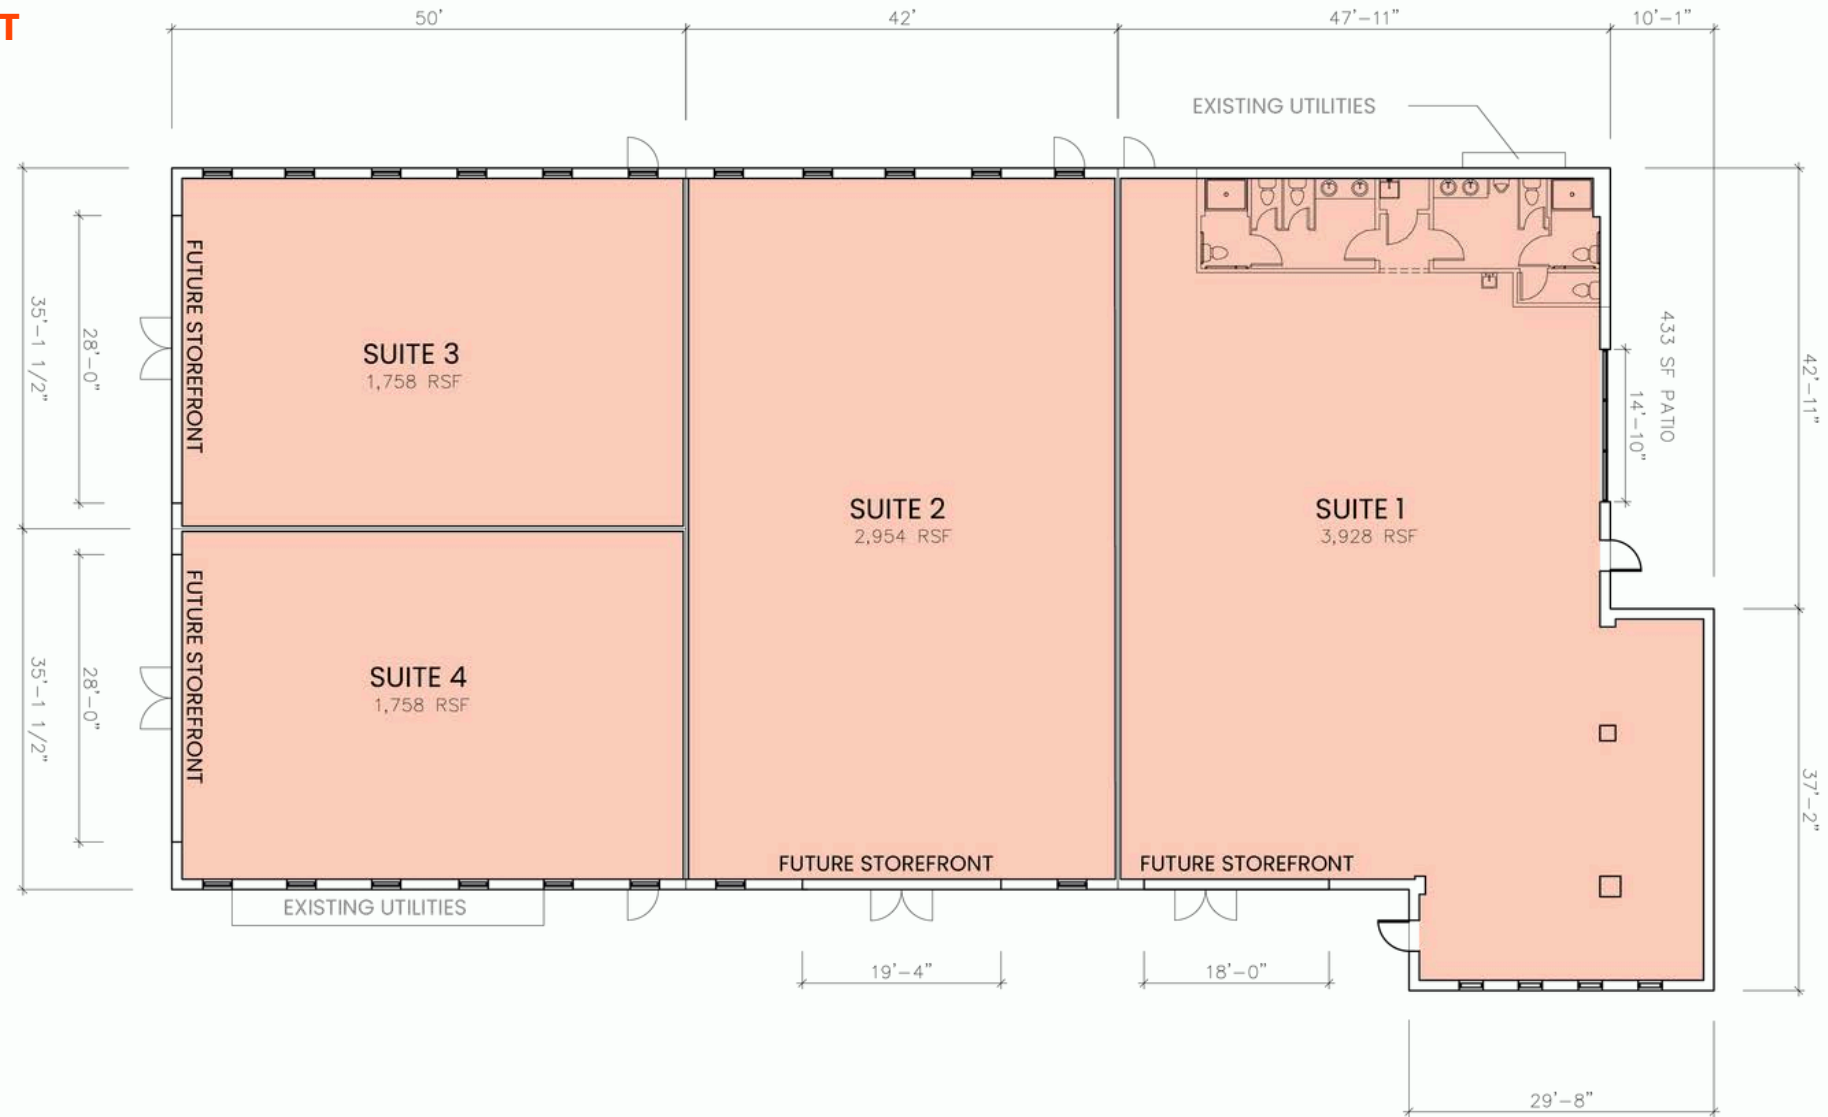 T
50'
42'
47'-11"
10'-1"
EXISTING UTILITIES
35'-1 1/2"
28'-0"
FUTURE STOREFRONT
SUITE 3
1,758 RSF
SUITE 2
2,954 RSF
SUITE 1
3,928 RSF
433 SF PATIO
14'-10"
42'-11"
35'-1 1/2"
28'-0"
FUTURE STOREFRONT
SUITE 4
1,758 RSF
37'-2"
FUTURE STOREFRONT
FUTURE STOREFRONT
EXISTING UTILITIES
19'-4"
18'-0"
29'-8"